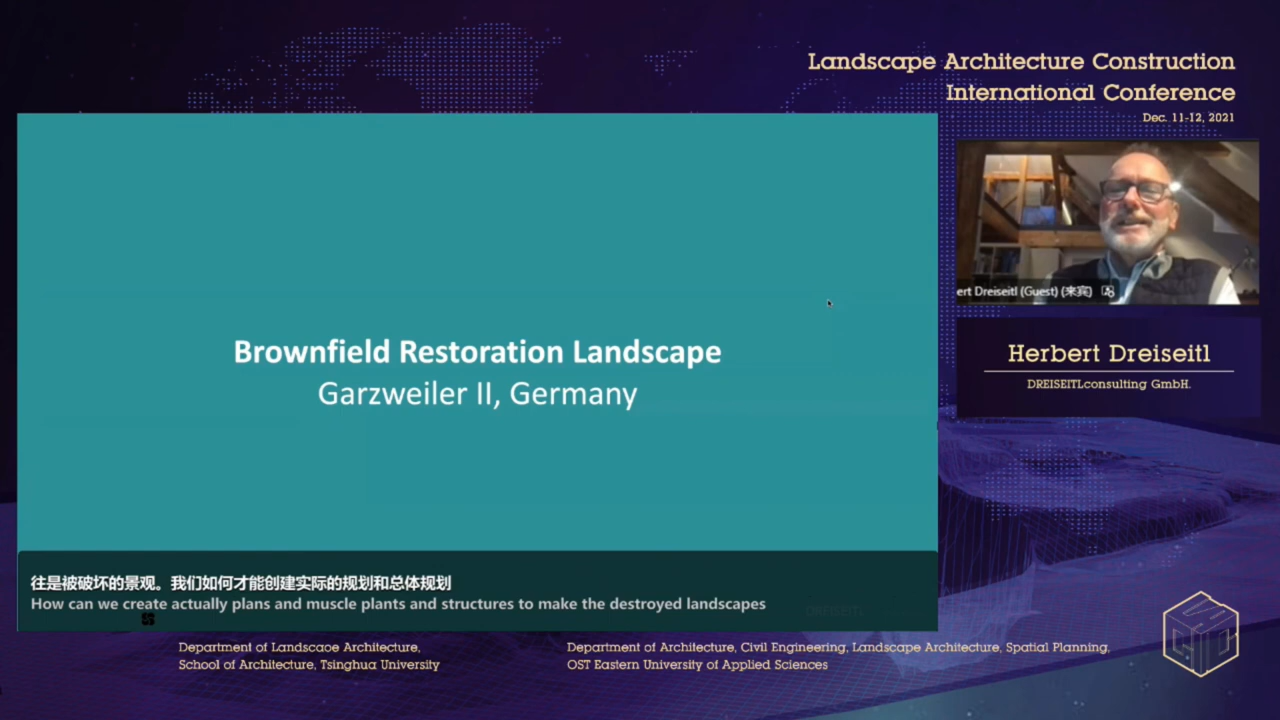 Landscape Architecture Construction
International Conference
Dec. 11-12, 2021
Brownfield Restoration Landscape
Garzweiler II, Germany
ert Dreiseitl (Guest) (来宾)
Herbert Dreiseitl
DREISEITLconsulting GmbH.
往是被破坏的景观。我们如何才能创建实际的规划和总体规划
How can we create actually plans and muscle plants and structures to make the destroyed landscapes
DREISEITL
Department of Landscape Architecture,
School of Architecture, Tsinghua University
Department of Architecture, Civil Engineering, Landscape Architecture, Spatial Planning,
OST Eastern University of Applied Sciences